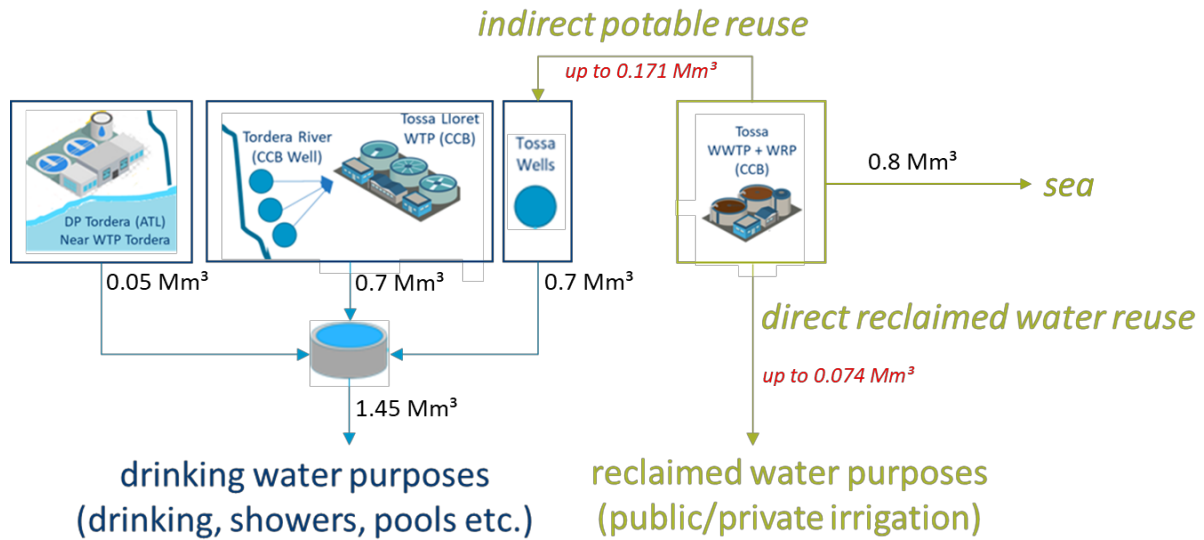 indirect potable reuse
up to 0.171 Mm³
DP Tordera (ATL)
Near WTP Tordera
Tordera River
(CCB Well)
Tossa Lloret
WTP (CCB)
Tossa
Wells
Tossa
WWTP + WRP
(CCB)
0.8 Mm³
sea
0.05 Mm³
0.7 Mm³
0.7 Mm³
direct reclaimed water reuse
up to 0.074 Mm³
1.45 Mm³
drinking water purposes
(drinking, showers, pools etc.)
reclaimed water purposes
(public/private irrigation)